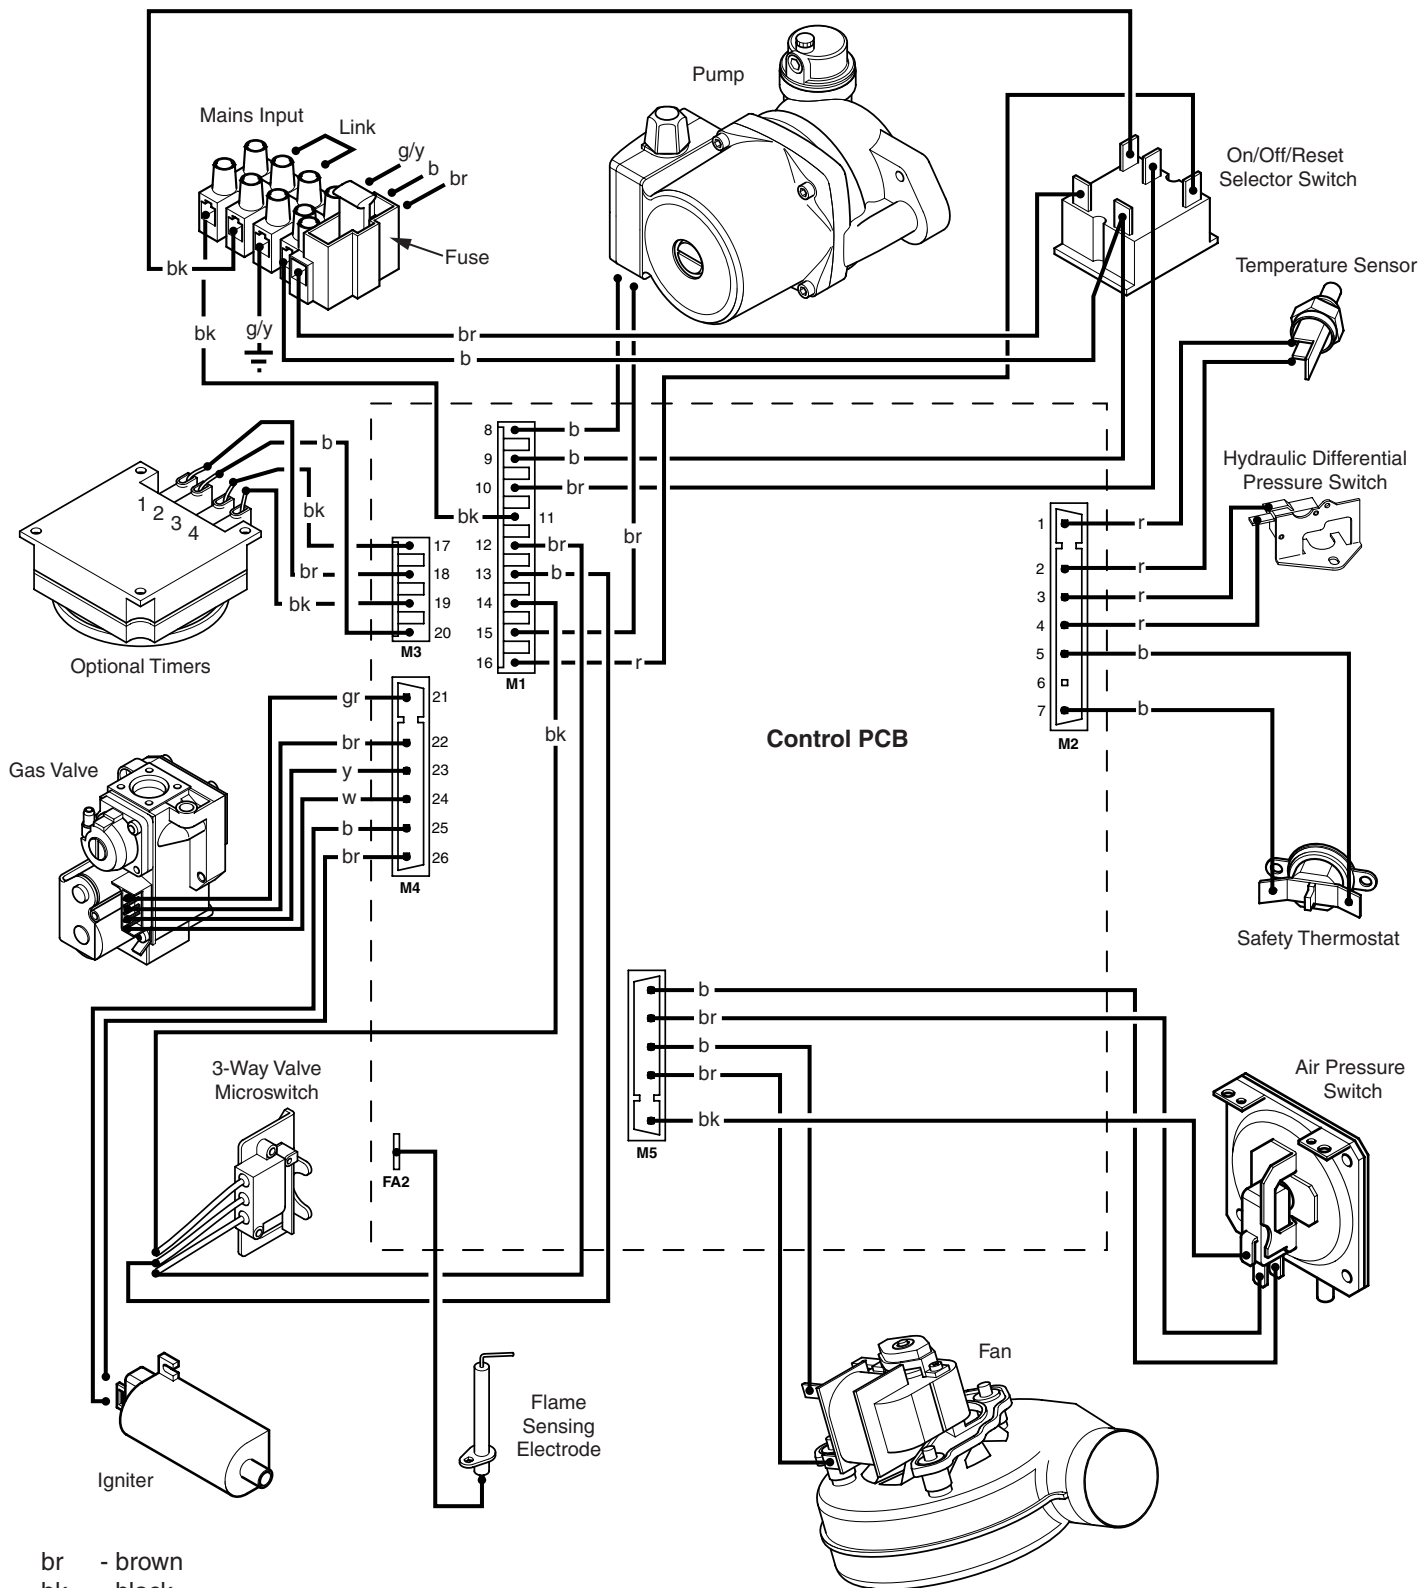 Pump
Mains Input
Link
g/y
b
br
On/Off/Reset
Selector Switch
Fuse
bk
Temperature Sensor
bk
g/y
br
b
8
b
b
9
b
Hydraulic Differential
Pressure Switch
10
br
1
2
3
4
bk
bk
11
1
r
br
17
12
br
2
r
br
18
13
b
3
r
bk
19
14
4
r
20
15
5
b
M3
16
r
6
Optional Timers
M1
gr
21
7
b
bk
Control PCB
M2
br
22
Gas Valve
y
23
w
24
b
25
br
26
M4
Safety Thermostat
b
br
b
3-Way Valve
Microswitch
br
Air Pressure
Switch
bk
M5
FA2
Fan
Flame
Sensing
Electrode
Igniter
br - brown